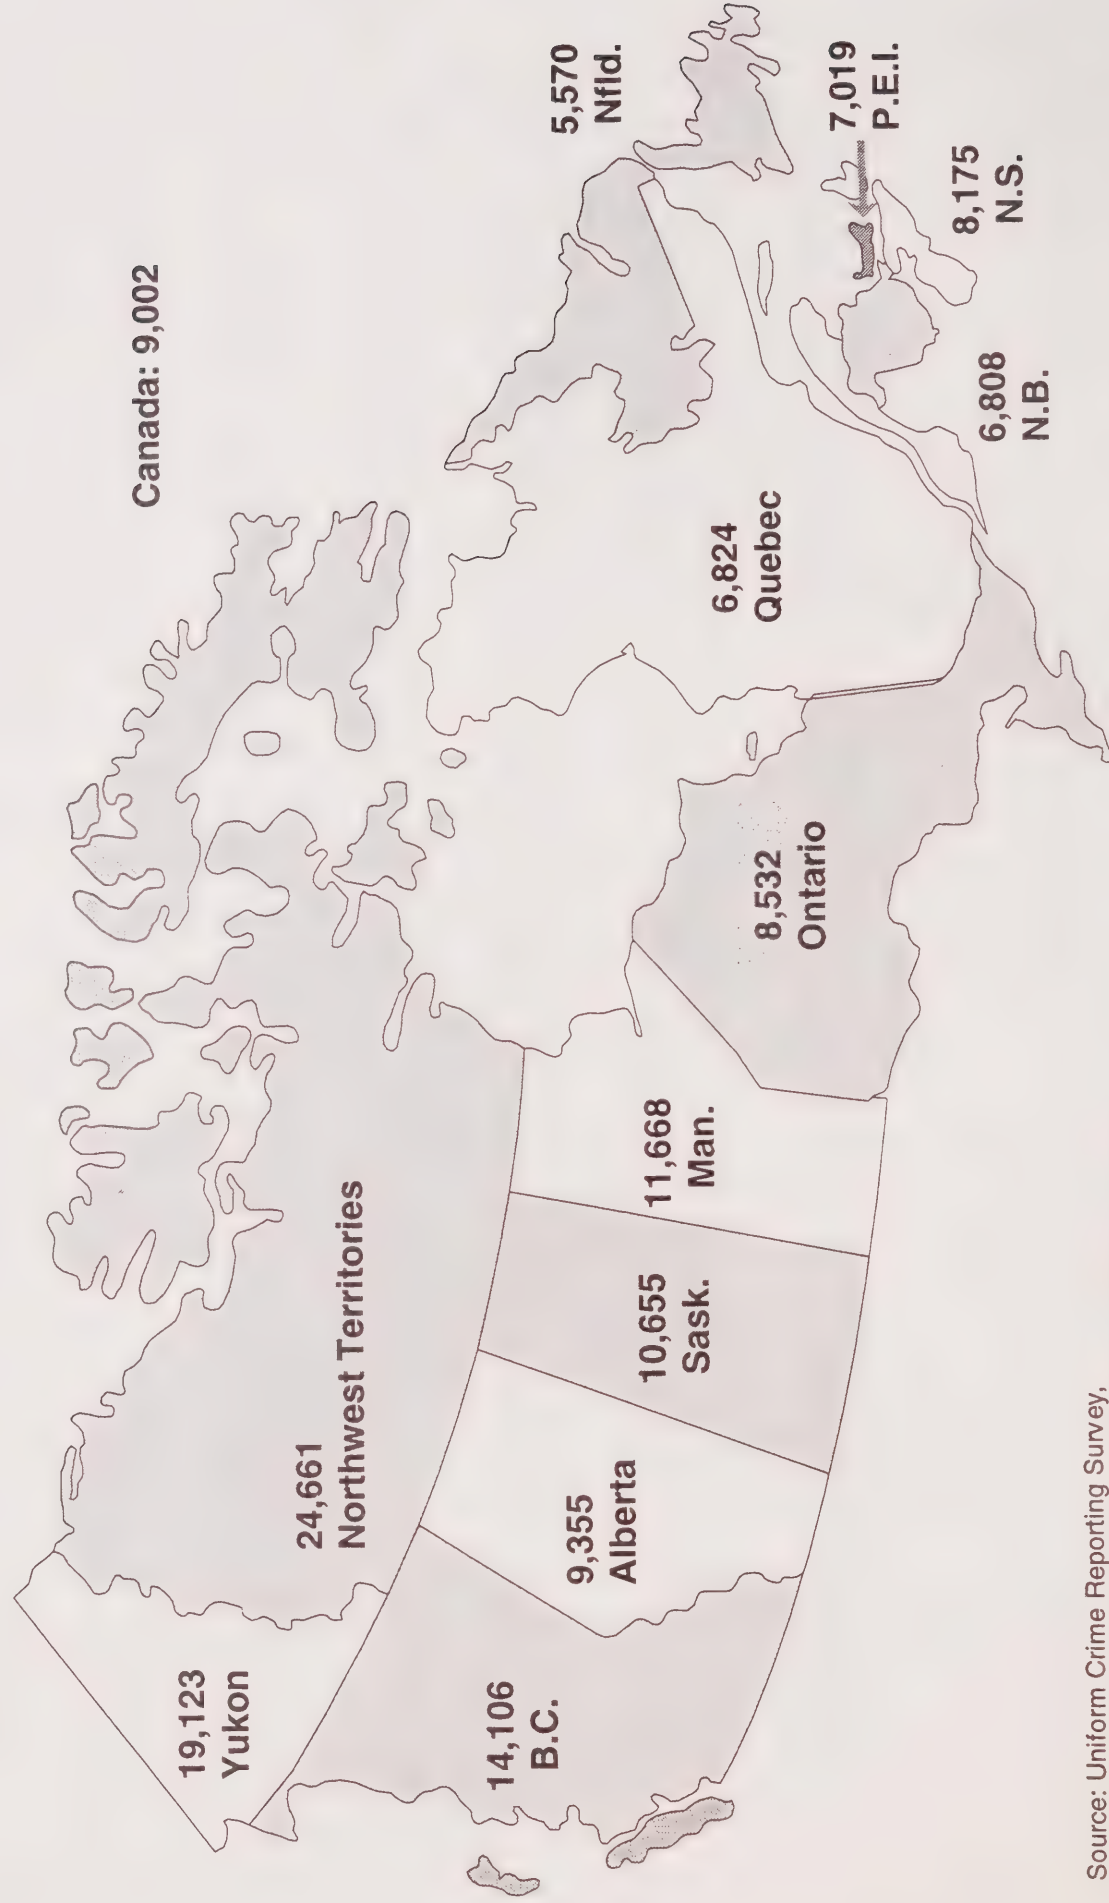 Canada: 9,002
19,123
Yukon
24,661
Northwest Territories
14,106
B.C.
9,355
Alberta
10,655
Sask.
11,668
Man.
8,532
Ontario
6,824
Quebec
5,570
Nfld.
7,019
P.E.I.
8,175
N.S.
6,808
N.B.
Source: Uniform Crime Reporting Survey,